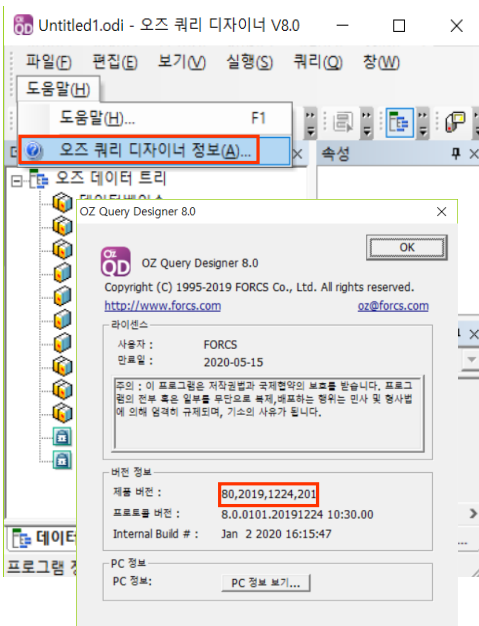 Untitled1.odi - 오즈 쿼리 디자이너 V8.0
파일(F) 편집(E) 보기(V) 실행(S) 쿼리(Q) 창(W)
도움말(H)
도움말(H)... F1
오즈 쿼리 디자이너 정보(A)...
속성
오즈 데이터 트리
OZ Query Designer 8.0
OK
OZ Query Designer 8.0
Copyright (C) 1995-2019 FORCS Co., Ltd. All rights reserved.
http://www.forcs.com oz@forcs.com
라이센스
사용자 : FORCS
만료일 : 2020-05-15
주의 : 이 프로그램은 저작권법과 국제협약의 보호를 받습니다. 프로그
램의 전부 혹은 일부를 무단으로 복제,배포하는 행위는 민사 및 형사법
에 의해 엄격히 규제되며, 기소의 사유가 됩니다.
버전 정보
제품 버전 : 80,2019,1224,201
프로토콜 버전 : 8.0.0101.20191224 10:30.00
Internal Build # : Jan 2 2020 16:15:47
PC 정보
PC 정보: PC 정보 보기...
데이터
프로그램